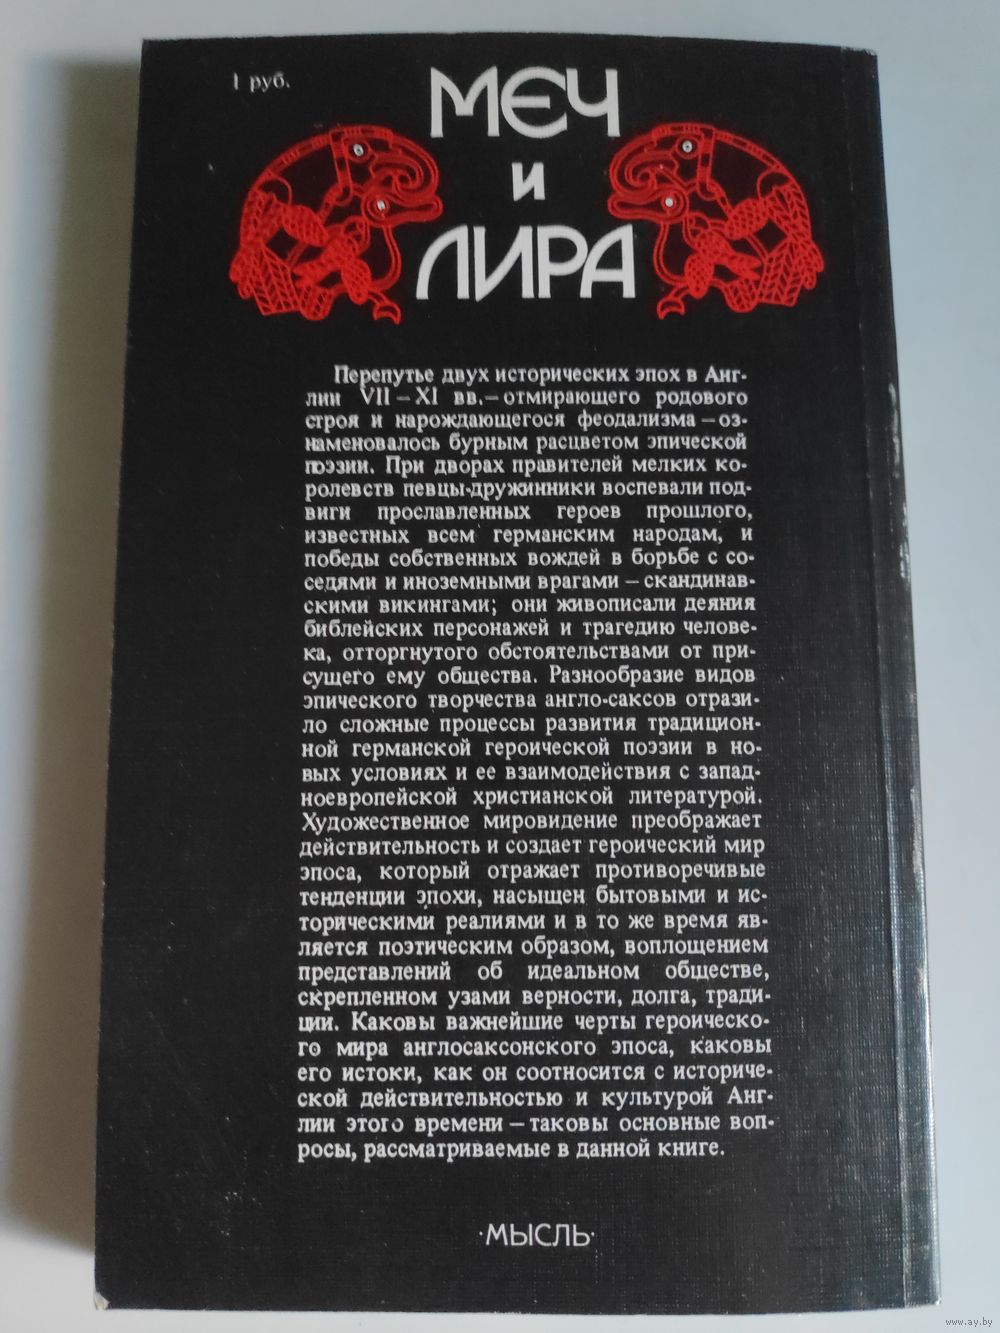 1 руб.
МЕЧ
и
ЛИРА
Перепутье двух исторических эпох в Анг-
лии VII – XI вв.– отмирающего родового
строя и нарождающегося феодализма – оз-
наменовалось бурным расцветом эпической
поэзии. При дворах правителей мелких ко-
ролевств певцы-дружинники воспевали под-
виги прославленных героев прошлого,
известных всем германским народам, и
победы собственных вождей в борьбе с со-
седями и иноземными врагами – скандинав-
скими викингами; они живописали деяния
библейских персонажей и трагедию челове-
ка, отторгнутого обстоятельствами от при-
сущего ему общества. Разнообразие видов
эпического творчества англо-саксов отрази-
ло сложные процессы развития традицион-
ной германской героической поэзии в но-
вых условиях и ее взаимодействия с запад-
ноевропейской христианской литературой.
Художественное мировидение преображает
действительность и создает героический мир
эпоса, который отражает противоречивые
тенденции эпохи, насыщен бытовыми и ис-
торическими реалиями и в то же время яв-
ляется поэтическим образом, воплощением
представлений об идеальном обществе,
скрепленном узами верности, долга, тради-
ции. Каковы важнейшие черты героическо-
го мира англосаксонского эпоса, каковы
его истоки, как он соотносится с историче-
ской действительностью и культурой Анг-
лии этого времени – таковы основные воп-
росы, рассматриваемые в данной книге.
·МЫСЛЬ·
www.ay.by